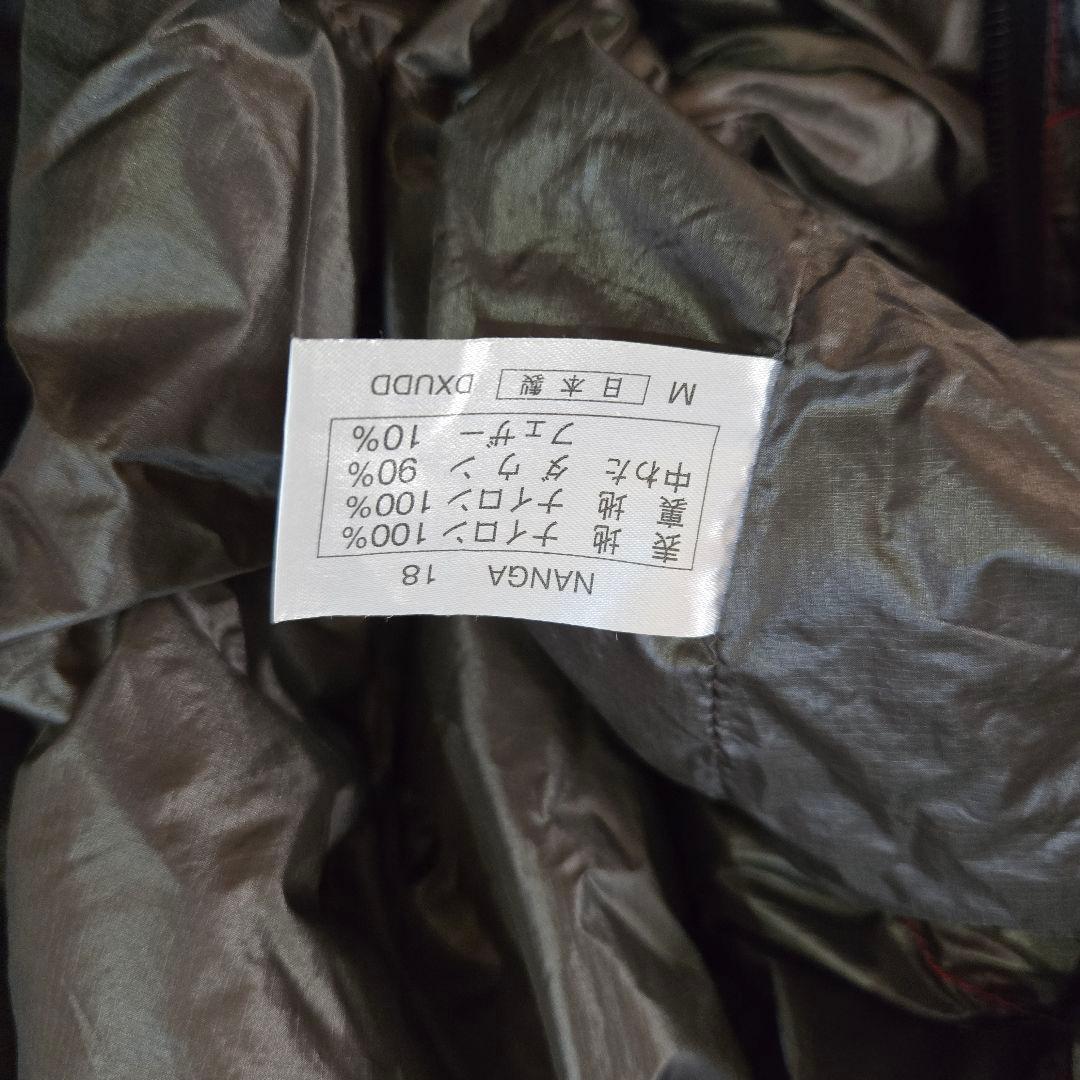 NANGA 18
表 地 ナイロン100%
裏 地 ナイロン100%
中わた ダ ウ ン 90%
フェザー 10%
M 日 本 製 DXUDD